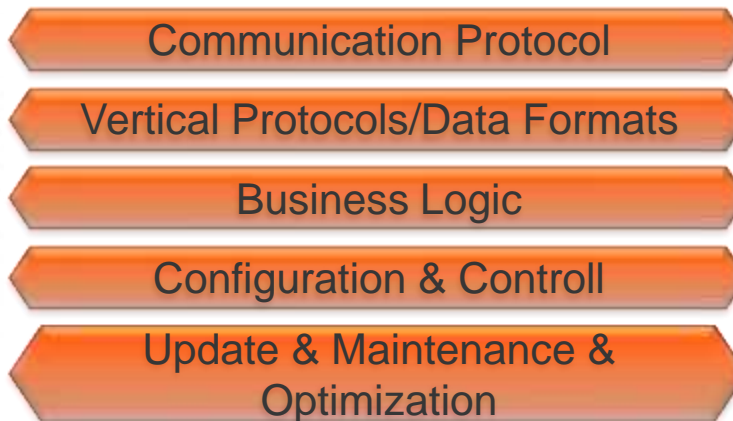 Communication Protocol
Vertical Protocols/Data Formats
Business Logic
Configuration & Controll
Update & Maintenance &
Optimization